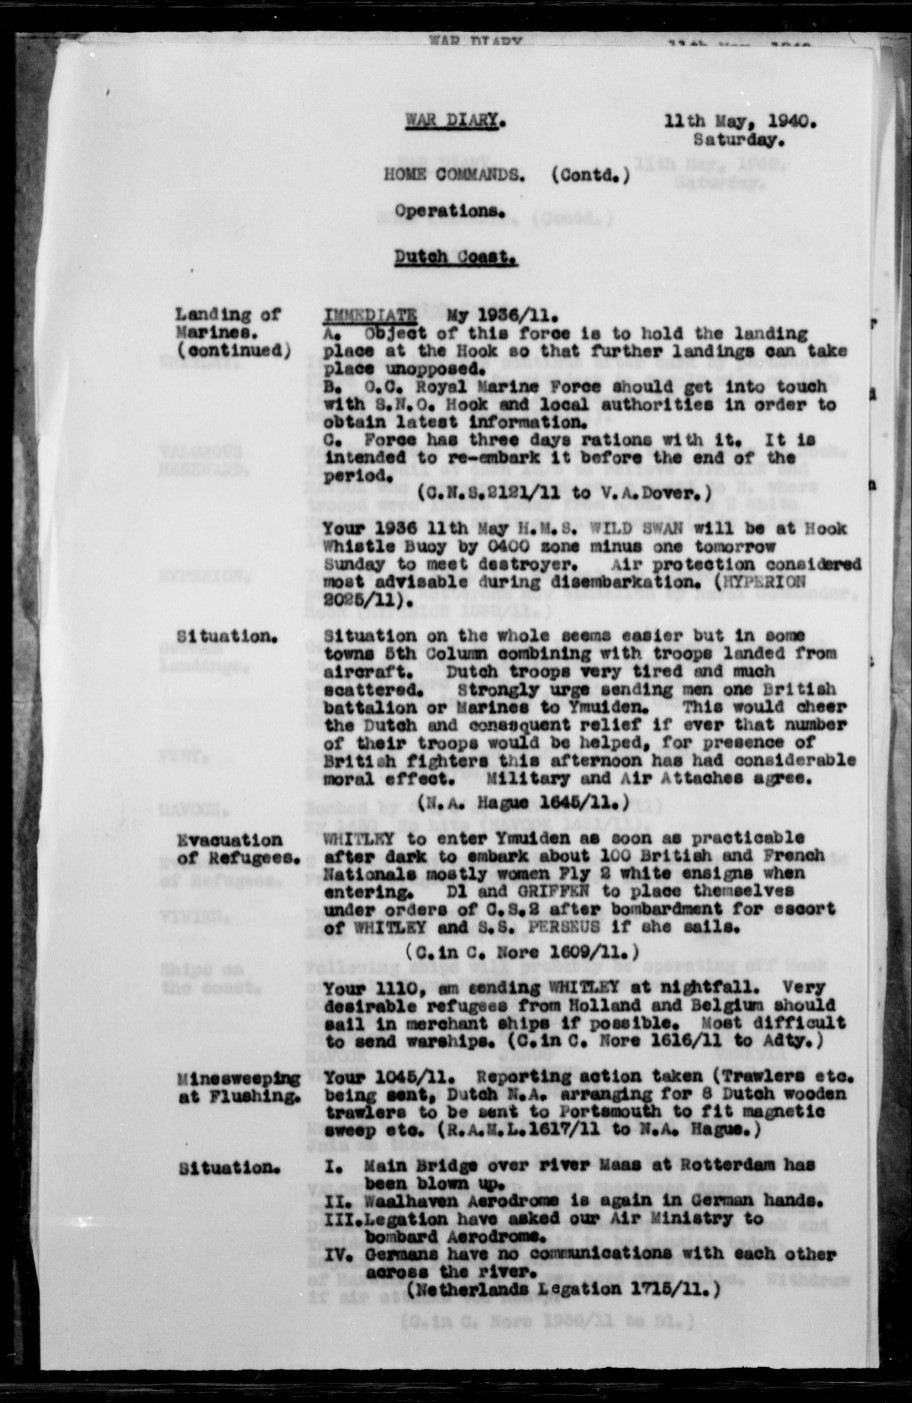 WAR DIARY.
11th May, 1940.
Saturday.
HOME COMMANDS. (Contd.)
Operations.
Dutch Coast.
Landing of
Marines.
(continued)
IMMEDIATE My 1936/11.
A. Object of this force is to hold the landing
place at the Hook so that further landings can take
place unopposed.
B. O.C. Royal Marine Force should get into touch
with S.N.O. Hook and local authorities in order to
obtain latest information.
C. Force has three days rations with it. It is
intended to re-embark it before the end of the
period.
(C.N.S.2121/11 to V.A.Dover.)
Your 1936 11th May H.M.S. WILD SWAN will be at Hook
Whistle Buoy by 0400 zone minus one tomorrow
Sunday to meet destroyer. Air protection considered
most advisable during disembarkation. (HYPERION
2025/11).
Situation.
Situation on the whole seems easier but in some
towns 5th Column combining with troops landed from
aircraft. Dutch troops very tired and much
scattered. Strongly urge sending men one British
battalion or Marines to Ymuiden. This would cheer
the Dutch and consequent relief if ever that number
of their troops would be helped, for presence of
British fighters this afternoon has had considerable
moral effect. Military and Air Attaches agree.
(N.A. Hague 1645/11.)
Evacuation
of Refugees.
WHITLEY to enter Ymuiden as soon as practicable
after dark to embark about 100 British and French
Nationals mostly women Fly 2 white ensigns when
entering. D1 and GRIFFEN to place themselves
under orders of C.S.2 after bombardment for escort
of WHITLEY and S.S. PERSEUS if she sails.
(C.in C. Nore 1609/11.)
Your 1110, am sending WHITLEY at nightfall. Very
desirable refugees from Holland and Belgium should
sail in merchant ships if possible. Most difficult
to send warships. (C.in C. Nore 1616/11 to Adty.)
Minesweeping
at Flushing.
Your 1045/11. Reporting action taken (Trawlers etc.
being sent, Dutch N.A. arranging for 8 Dutch wooden
trawlers to be sent to Portsmouth to fit magnetic
sweep etc. (R.A.M.L.1617/11 to N.A. Hague.)
Situation.
I. Main Bridge over river Maas at Rotterdam has
been blown up.
II. Waalhaven Aerodrome is again in German hands.
III.Legation have asked our Air Ministry to
bombard Aerodrome.
IV. Germans have no communications with each other
across the river.
(Netherlands Legation 1715/11.)